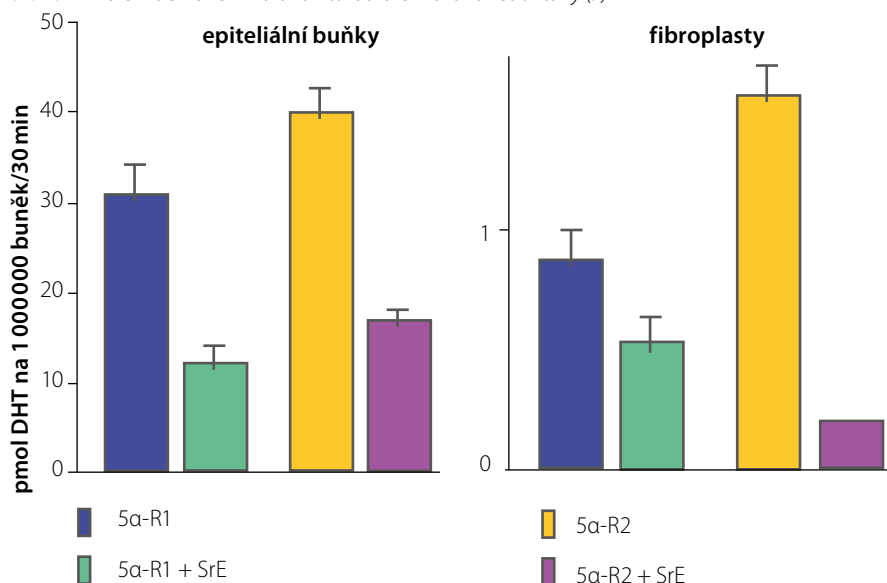 epiteliální buňky
fibroplasty
pmol DHT na 1 000 000 buněk/30 min
50
40
30
20
10
0
1
0
5α-R1
5α-R2
5α-R1 + SrE
5α-R2 + SrE